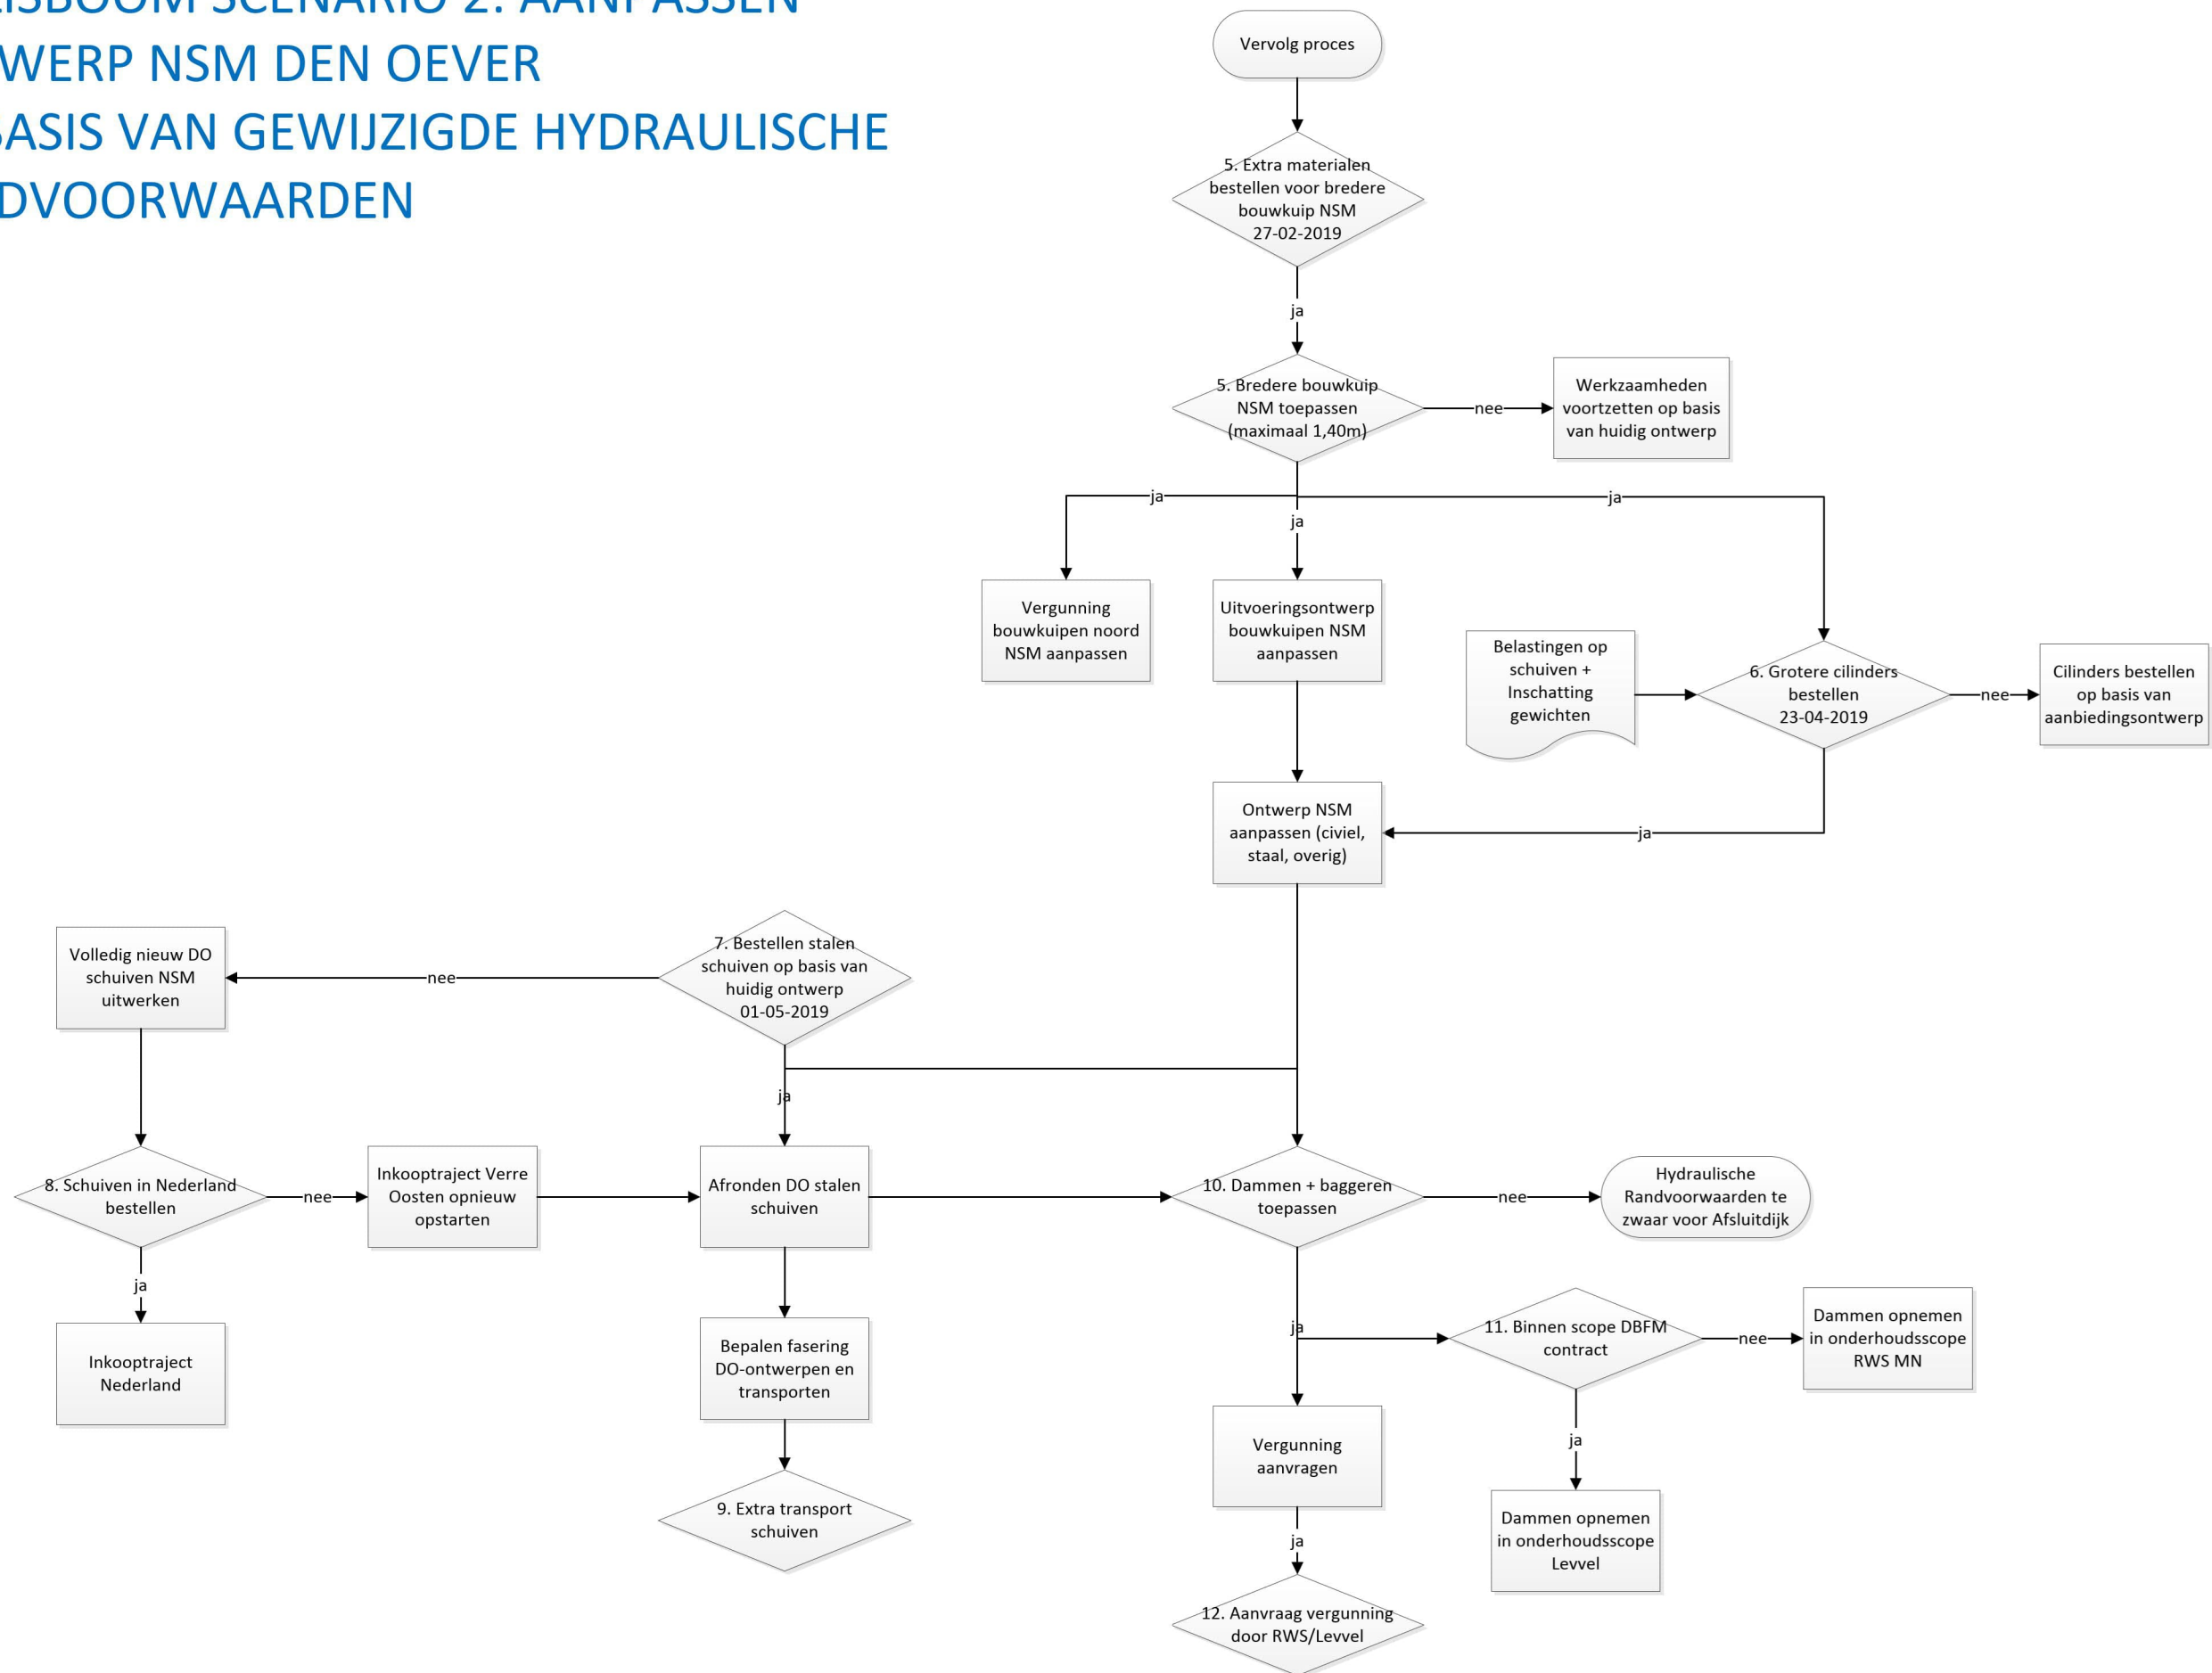 ISBOOM SCENARIO 2: AANPASSEN
WERP NSM DEN OEVER
BASIS VAN GEWIJZIGDE HYDRAULISCHE
DVOORWAARDEN
Vervolg proces
5. Extra materialen
bestellen voor bredere
bouwkuip NSM
27-02-2019
ja
5. Bredere bouwkuip
NSM toepassen
(maximaal 1,40m)
nee
Werkzaamheden
voortzetten op basis
van huidig ontwerp
ja
ja
ja
Vergunning
bouwkuipen noord
NSM aanpassen
Uitvoeringsontwerp
bouwkuipen NSM
aanpassen
Belastingen op
schuiven +
Inschatting
gewichten
6. Grotere cilinders
bestellen
23-04-2019
nee
Cilinders bestellen
op basis van
aanbiedingsontwerp
Ontwerp NSM
aanpassen (civiel,
staal, overig)
ja
Volledig nieuw DO
schuiven NSM
uitwerken
nee
7. Bestellen stalen
schuiven op basis van
huidig ontwerp
01-05-2019
ja
8. Schuiven in Nederland
bestellen
nee
Inkooptraject Verre
Oosten opnieuw
opstarten
Afronden DO stalen
schuiven
10. Dammen + baggeren
toepassen
nee
Hydraulische
Randvoorwaarden te
zwaar voor Afsluitdijk
ja
Inkooptraject
Nederland
Bepalen fasering
DO-ontwerpen en
transporten
ja
11. Binnen scope DBFM
contract
nee
Dammen opnemen
in onderhoudsscope
RWS MN
9. Extra transport
schuiven
Vergunning
aanvragen
ja
Dammen opnemen
in onderhoudsscope
Levvel
ja
12. Aanvraag vergunning
door RWS/Levvel